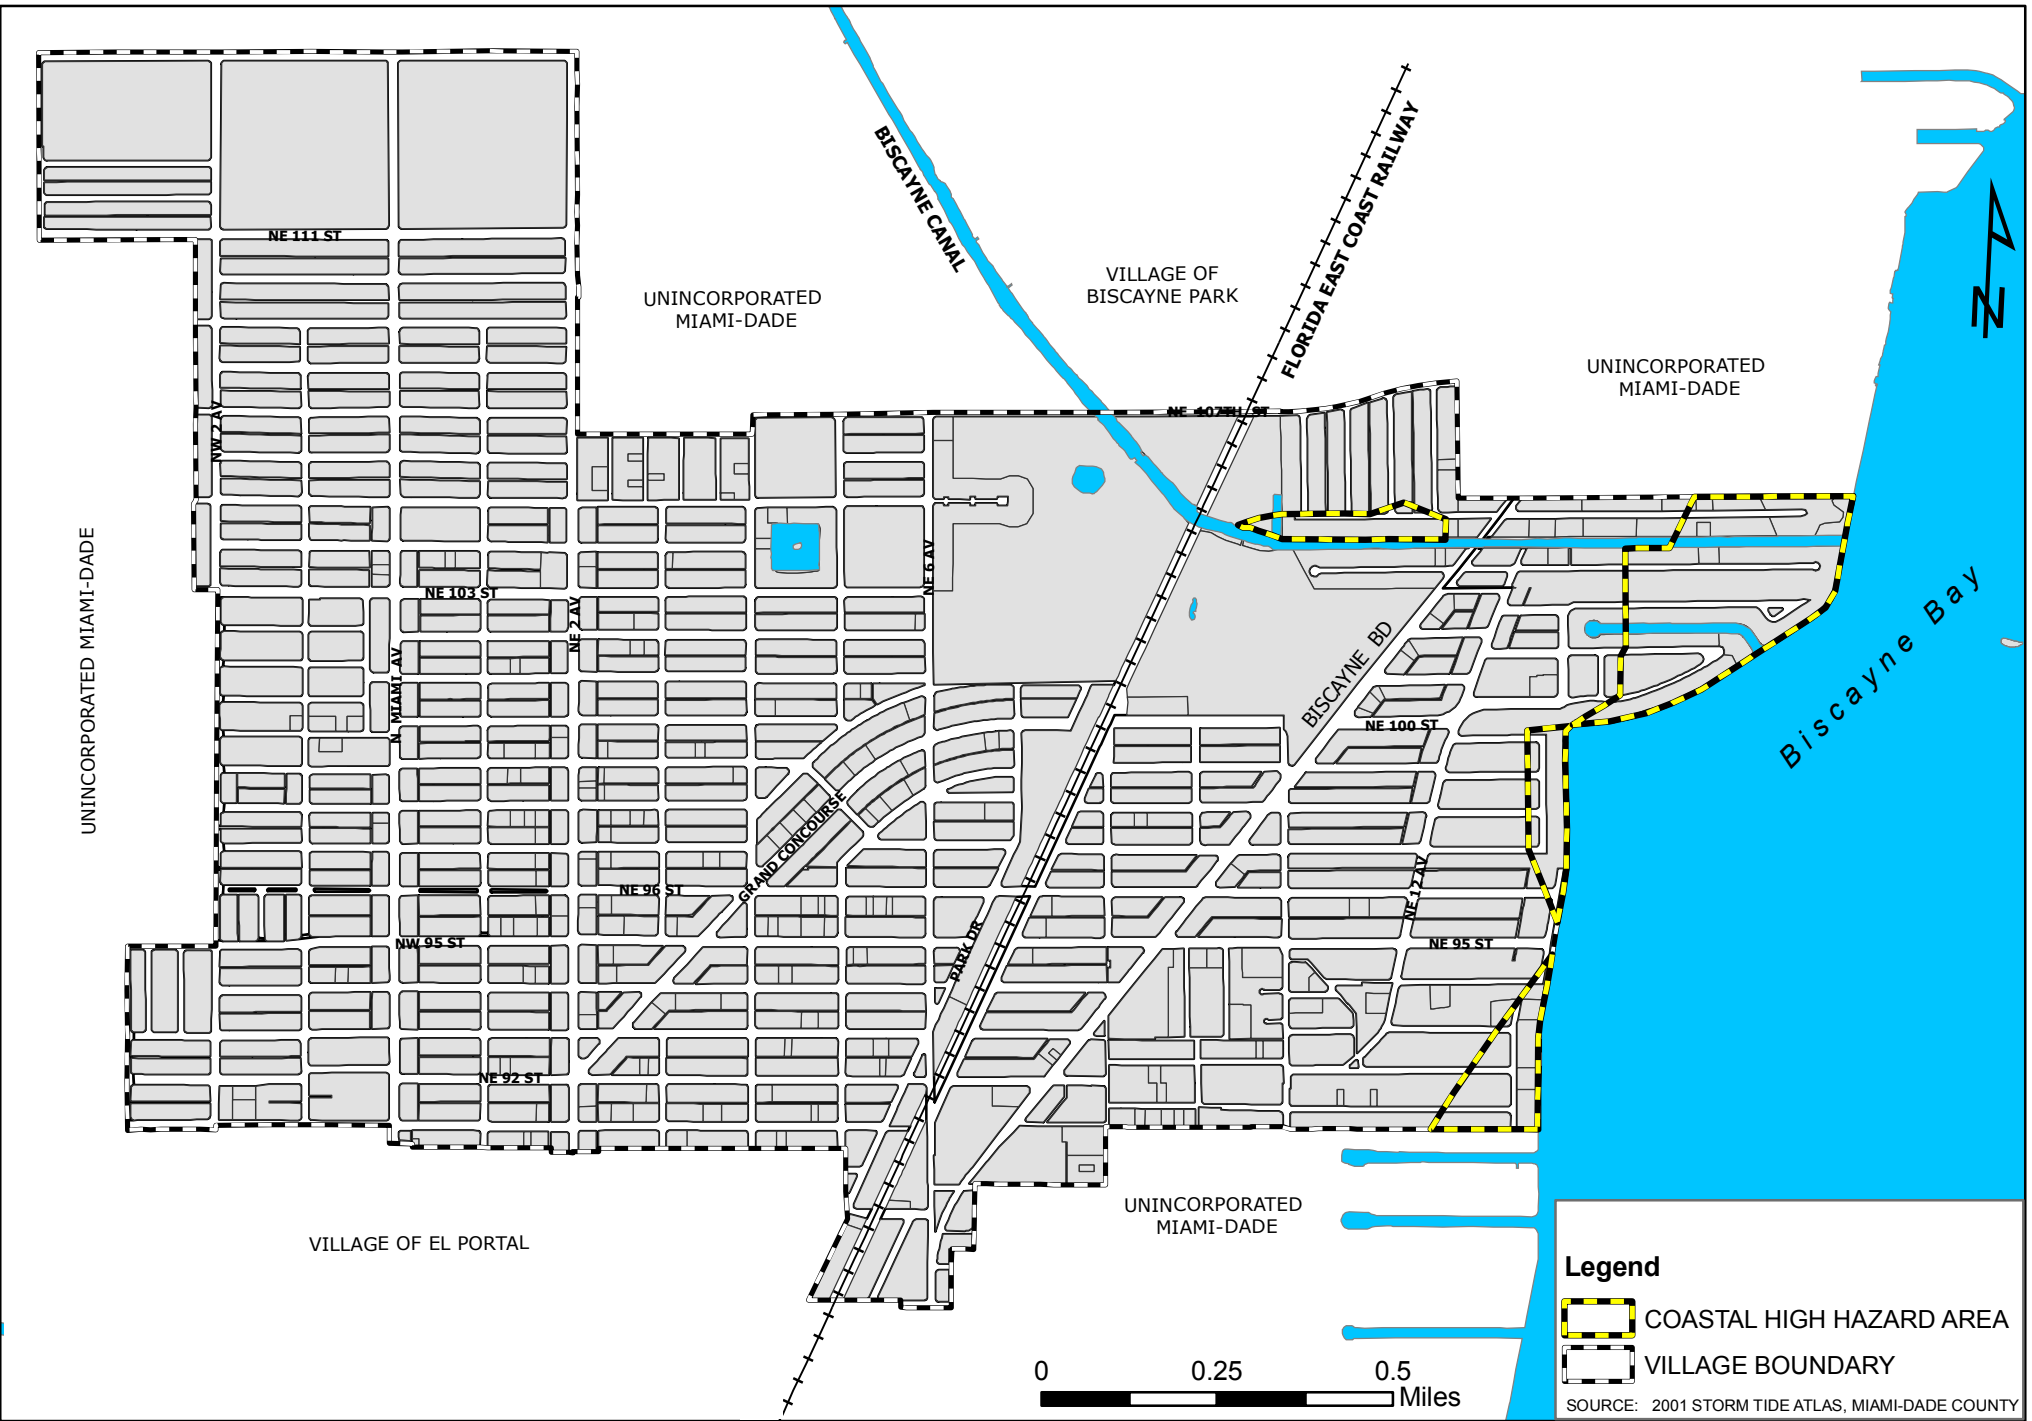 BISCAYNE CANAL
FLORIDA EAST COAST RAILWAY
NE 111 ST
VILLAGE OF
BISCAYNE PARK
UNINCORPORATED
MIAMI-DADE
UNINCORPORATED
MIAMI-DADE
NE 107TH ST
NW 2 AV
N
UNINCORPORATED MIAMI-DADE
NE 103 ST
NE 6 AV
NE 2 AV
N MIAMI AV
BISCAYNE BD
Biscayne Bay
NE 100 ST
GRAND CONCOURSE
NE 96 ST
NE 12 AV
NW 95 ST
PARK DR
NE 95 ST
NE 92 ST
UNINCORPORATED
MIAMI-DADE
VILLAGE OF EL PORTAL
Legend
COASTAL HIGH HAZARD AREA
VILLAGE BOUNDARY
SOURCE: 2001 STORM TIDE ATLAS, MIAMI-DADE COUNTY
0 0.25 0.5
Miles